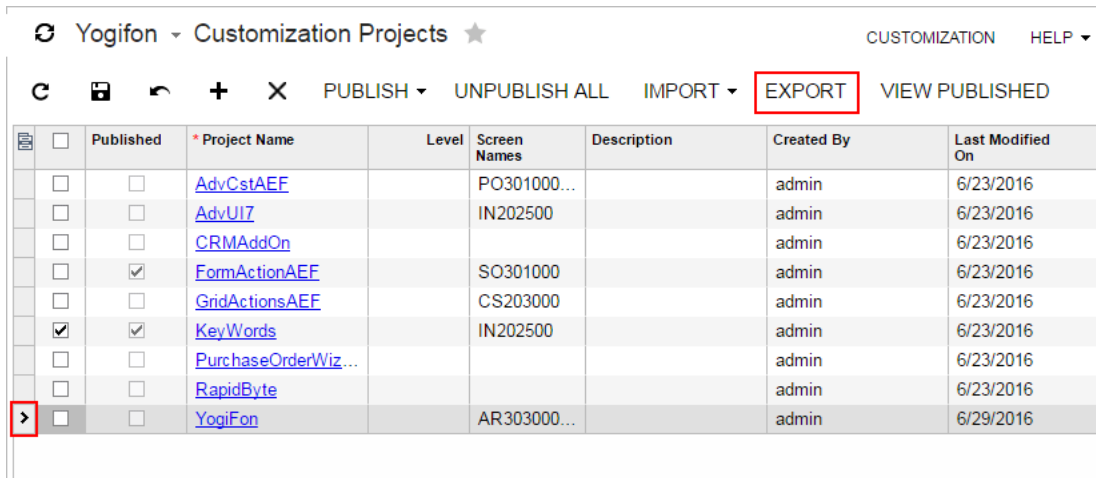 Yogifon Customization Projects CUSTOMIZATION HELP
PUBLISH UNPUBLISH ALL IMPORT EXPORT VIEW PUBLISHED
Published * Project Name Level Screen Names Description Created By Last Modified On
AdvCstAEF PO301000... admin 6/23/2016
AdvUI7 IN202500 admin 6/23/2016
CRMAddOn admin 6/23/2016
FormActionAEF SO301000 admin 6/23/2016
GridActionsAEF CS203000 admin 6/23/2016
KeyWords IN202500 admin 6/23/2016
PurchaseOrderWiz... admin 6/23/2016
RapidByte admin 6/23/2016
YogiFon AR303000... admin 6/29/2016